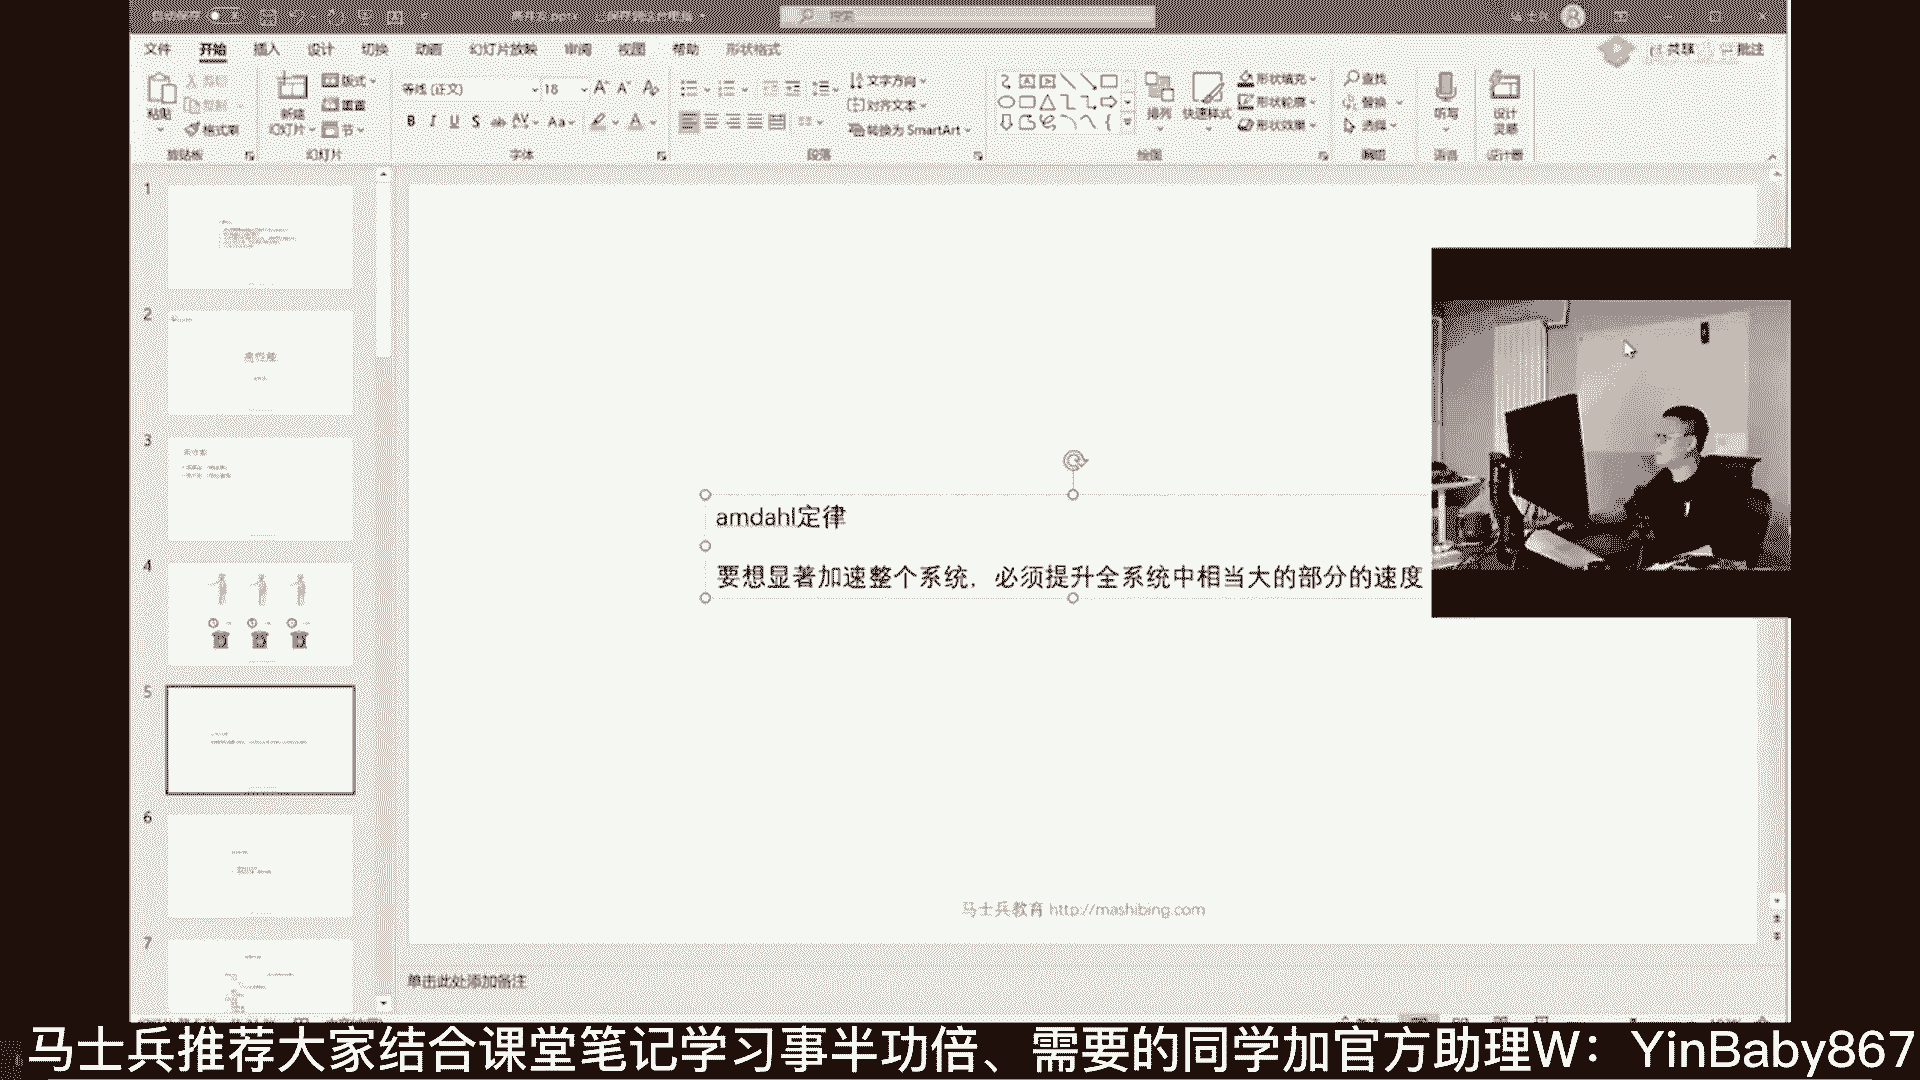 搜索
文件 开始 插入 设计 切换 动画 幻灯片放映 审阅 视图 帮助 形状格式
共享 批注
粘贴 剪切 复制 格式刷
新建 幻灯片 版式 重置 节
等线 (正文) 18
文字方向
对齐文本
转换为 SmartArt
排列 快速样式
形状填充
形状轮廓
形状效果
查找
替换
选择
听写
设计灵感
剪贴板 幻灯片 字体 段落 绘图 编辑 语音 设计器
1
2
高性能
3
4
5
6
7
amdahl定律
要想显著加速整个系统，必须提升全系统中相当大的部分的速度
马士兵教育 http://mashibing.com
单击此处添加备注
马士兵推荐大家结合课堂笔记学习事半功倍、需要的同学加官方助理W：YinBaby867